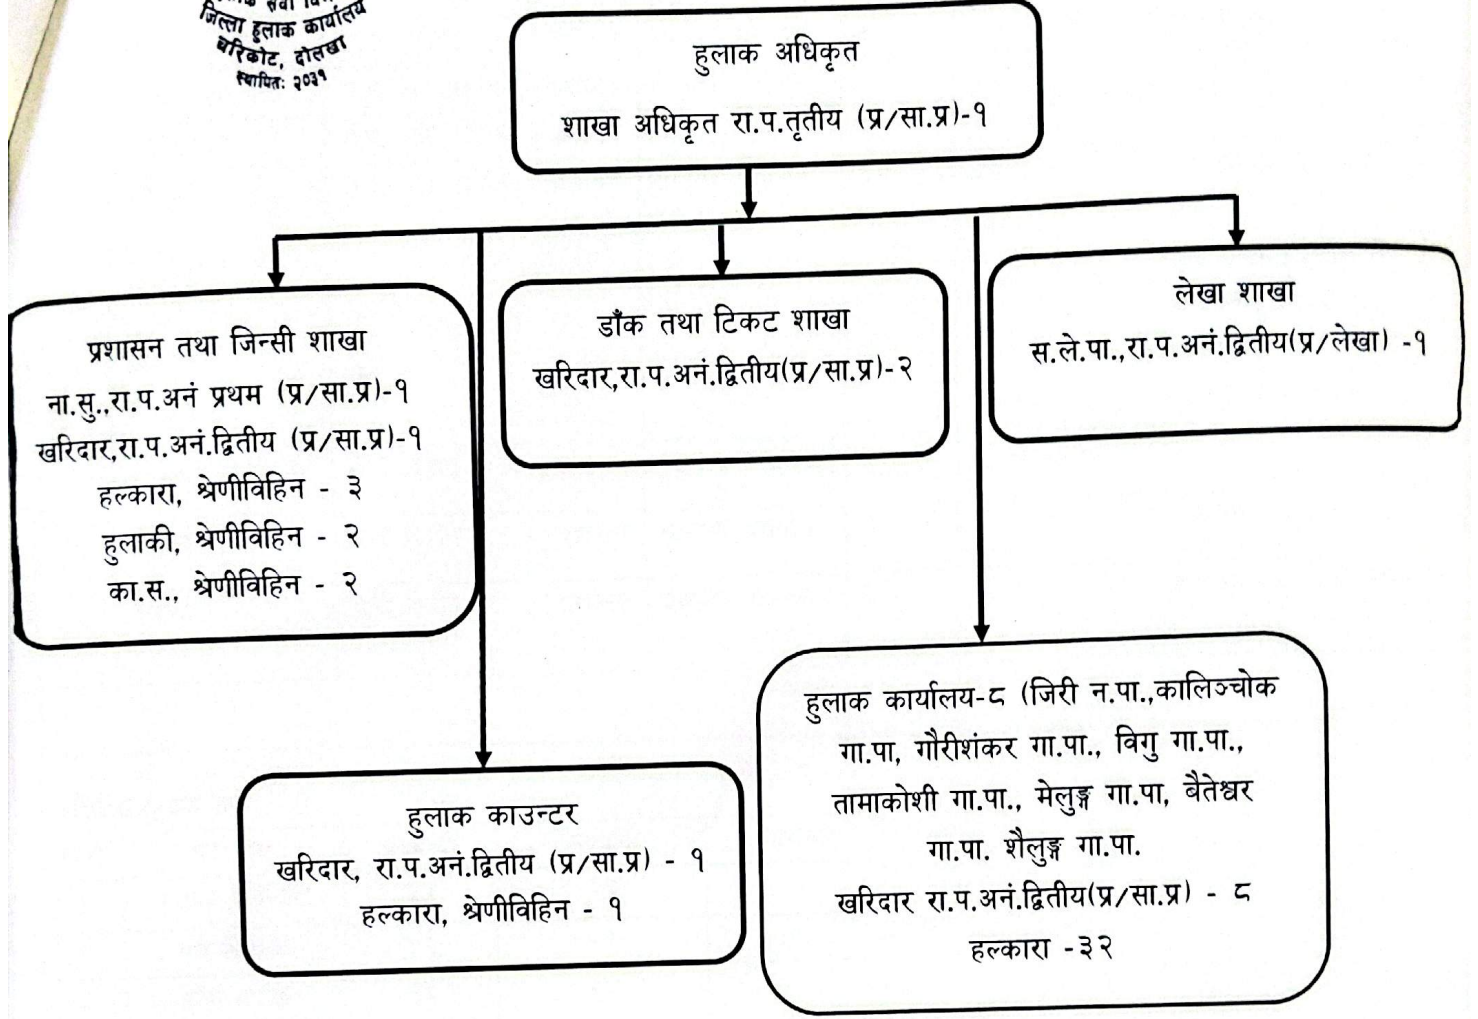 जिल्ला हुलाक कार्यालय
चरिकोट, दोलखा
स्थापितः २०३१
हुलाक अधिकृत
शाखा अधिकृत रा.प.तृतीय (प्र/सा.प्र)-१
प्रशासन तथा जिन्सी शाखा
ना.सु.,रा.प.अनं प्रथम (प्र/सा.प्र)-१
खरिदार,रा.प.अनं.द्वितीय (प्र/सा.प्र)-१
हल्कारा, श्रेणीविहिन - ३
हुलाकी, श्रेणीविहिन - २
का.स., श्रेणीविहिन - २
डाँक तथा टिकट शाखा
खरिदार,रा.प.अनं.द्वितीय(प्र/सा.प्र)-२
लेखा शाखा
स.ले.पा.,रा.प.अनं.द्वितीय(प्र/लेखा) -१
हुलाक काउन्टर
खरिदार, रा.प.अनं.द्वितीय (प्र/सा.प्र) - १
हल्कारा, श्रेणीविहिन - १
हुलाक कार्यालय-८ (जिरी न.पा.,कालिञ्चोक
गा.पा, गौरीशंकर गा.पा., विगु गा.पा.,
तामाकोशी गा.पा., मेलुङ्ग गा.पा, बैतेश्वर
गा.पा. शैलुङ्ग गा.पा.
खरिदार रा.प.अनं.द्वितीय(प्र/सा.प्र) - ८
हल्कारा -३२